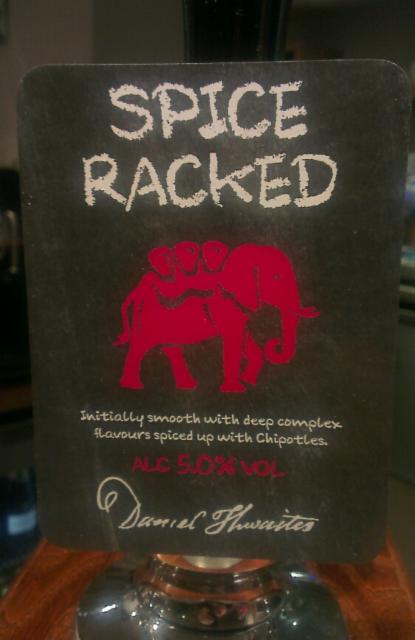 SPICE
RACKED
Initially smooth with deep complex
flavours spiced up with Chipotles.
ALC 5.0% VOL
Daniel Thwaites